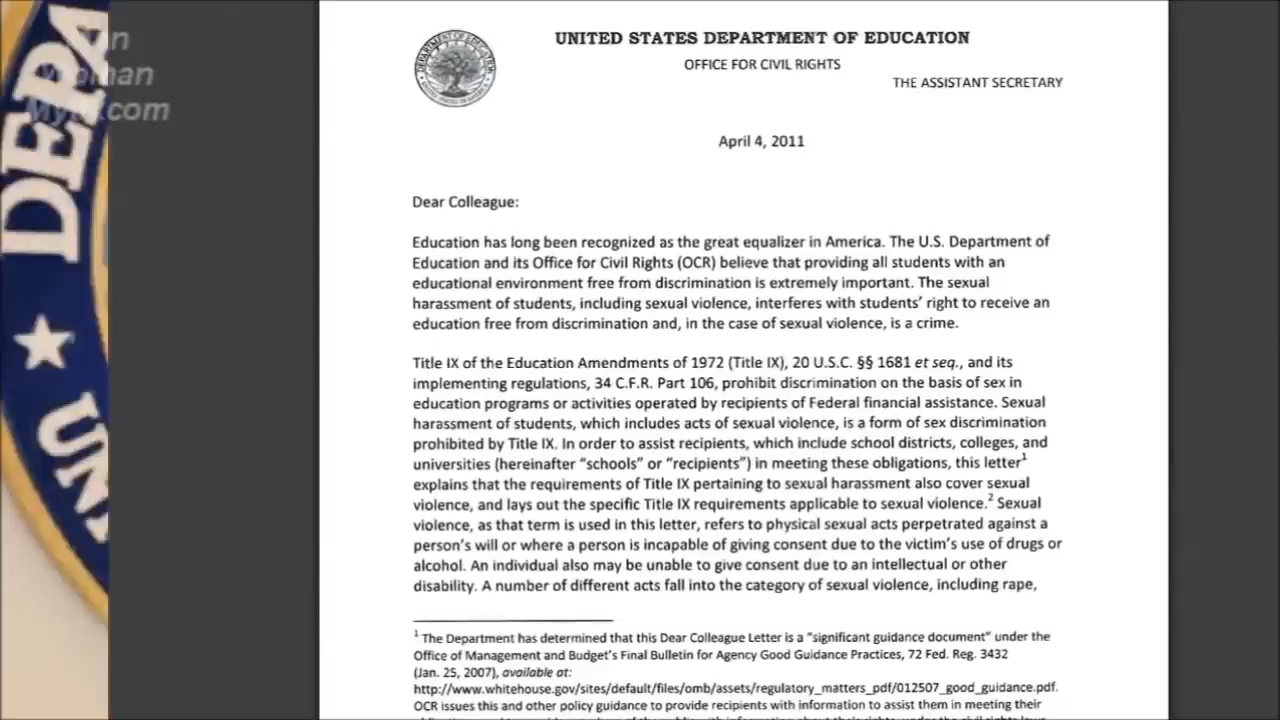 DEPA
UN
man
My    .com
DEPARTMENT OF EDUCATION
UNITED STATES OF AMERICA
UNITED STATES DEPARTMENT OF EDUCATION
OFFICE FOR CIVIL RIGHTS
THE ASSISTANT SECRETARY
April 4, 2011
Dear Colleague:
Education has long been recognized as the great equalizer in America. The U.S. Department of
Education and its Office for Civil Rights (OCR) believe that providing all students with an
educational environment free from discrimination is extremely important. The sexual
harassment of students, including sexual violence, interferes with students’ right to receive an
education free from discrimination and, in the case of sexual violence, is a crime.
Title IX of the Education Amendments of 1972 (Title IX), 20 U.S.C. §§ 1681 et seq., and its
implementing regulations, 34 C.F.R. Part 106, prohibit discrimination on the basis of sex in
education programs or activities operated by recipients of Federal financial assistance. Sexual
harassment of students, which includes acts of sexual violence, is a form of sex discrimination
prohibited by Title IX. In order to assist recipients, which include school districts, colleges, and
universities (hereinafter “schools” or “recipients”) in meeting these obligations, this letter1
explains that the requirements of Title IX pertaining to sexual harassment also cover sexual
violence, and lays out the specific Title IX requirements applicable to sexual violence.2 Sexual
violence, as that term is used in this letter, refers to physical sexual acts perpetrated against a
person’s will or where a person is incapable of giving consent due to the victim’s use of drugs or
alcohol. An individual also may be unable to give consent due to an intellectual or other
disability. A number of different acts fall into the category of sexual violence, including rape,
1 The Department has determined that this Dear Colleague Letter is a “significant guidance document” under the
Office of Management and Budget’s Final Bulletin for Agency Good Guidance Practices, 72 Fed. Reg. 3432
(Jan. 25, 2007), available at:
http://www.whitehouse.gov/sites/default/files/omb/assets/regulatory_matters_pdf/012507_good_guidance.pdf.
OCR issues this and other policy guidance to provide recipients with information to assist them in meeting their